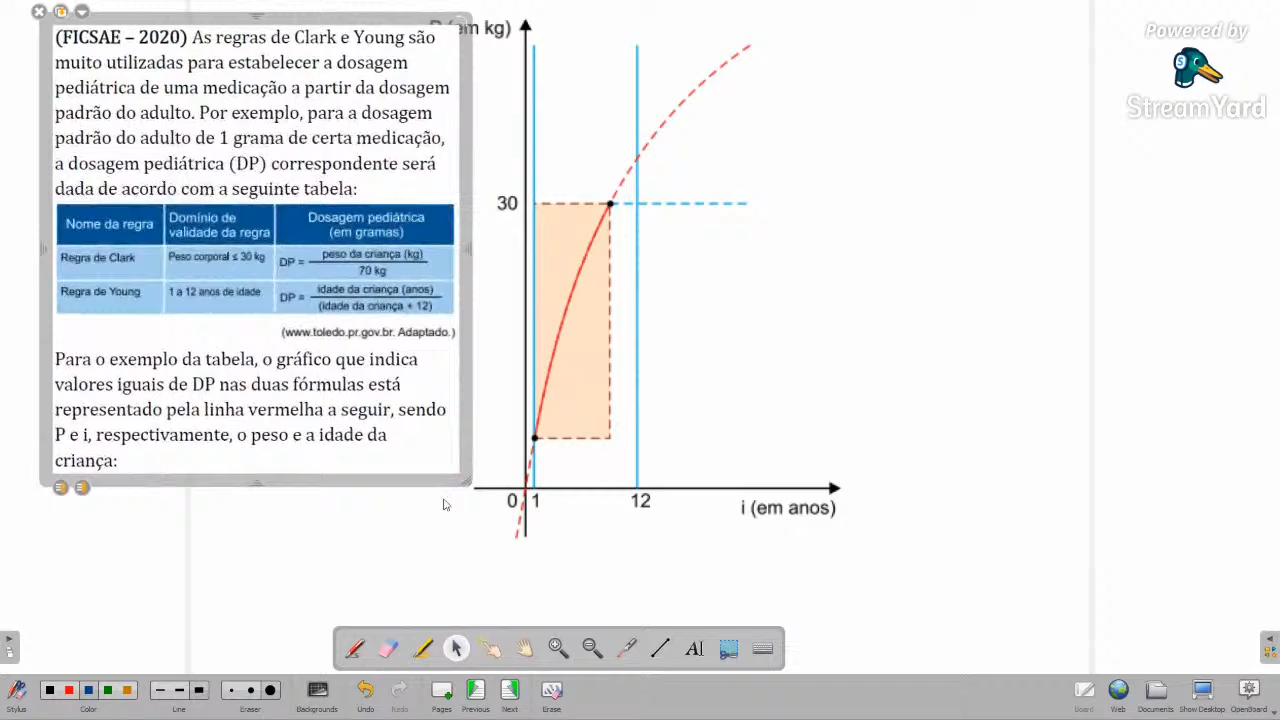 (FICSAE – 2020) As regras de Clark e Young são
muito utilizadas para estabelecer a dosagem
pediátrica de uma medicação a partir da dosagem
padrão do adulto. Por exemplo, para a dosagem
padrão do adulto de 1 grama de certa medicação,
a dosagem pediátrica (DP) correspondente será
dada de acordo com a seguinte tabela:
Nome da regra
Domínio de
validade da regra
Dosagem pediátrica
(em gramas)
Regra de Clark
Peso corporal ≤ 30 kg
DP = peso da criança (kg)
70 kg
Regra de Young
1 a 12 anos de idade
DP = idade da criança (anos)
(idade da criança + 12)
(www.toledo.pr.gov.br. Adaptado.)
Para o exemplo da tabela, o gráfico que indica
valores iguais de DP nas duas fórmulas está
representado pela linha vermelha a seguir, sendo
P e i, respectivamente, o peso e a idade da
criança:
(em kg)
30
0 1 12
i (em anos)
Powered by
StreamYard
Stylus
Color
Line
Eraser
Backgrounds
Undo
Redo
Pages
Previous
Next
Erase
Board
Web
Documents
Show Desktop
OpenBoard